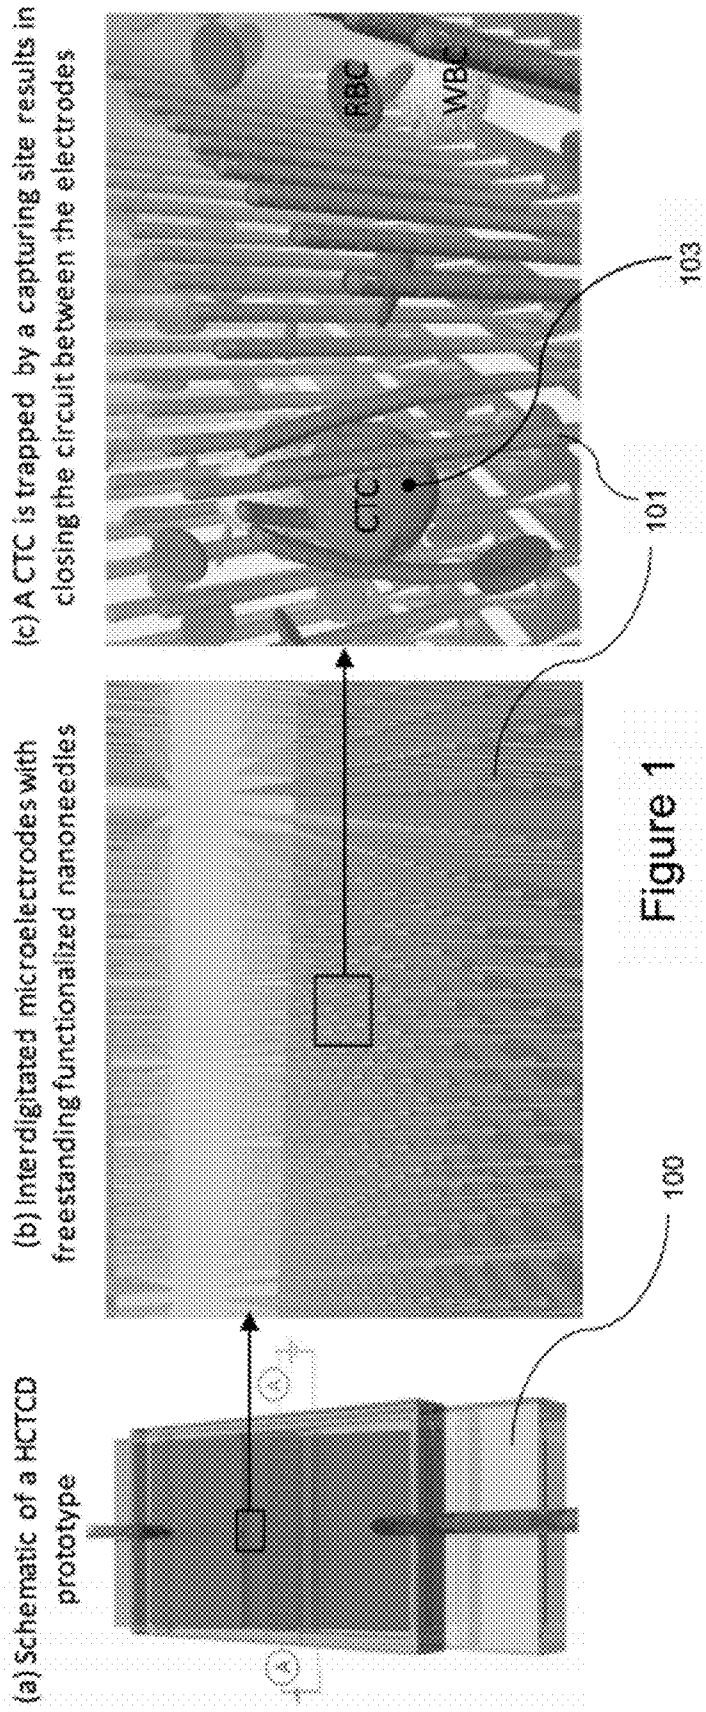 (a) Schematic of a HCTCD
prototype
(b) Interdigitated microelectrodes with
freestanding functionalized nanoneedles
(c) A CTC is trapped by a capturing site results in
closing the circuit between the electrodes
A
A
CTC
RBC
WBC
100
101
103
Figure 1